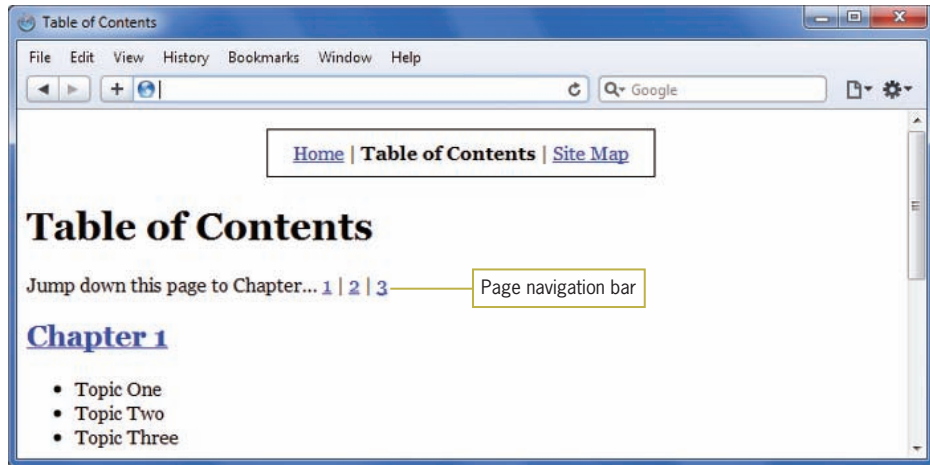 Table of Contents
File Edit View History Bookmarks Window Help
Google
Home | Table of Contents | Site Map
Table of Contents
Jump down this page to Chapter... 1 | 2 | 3
Page navigation bar
Chapter 1
• Topic One
• Topic Two
• Topic Three